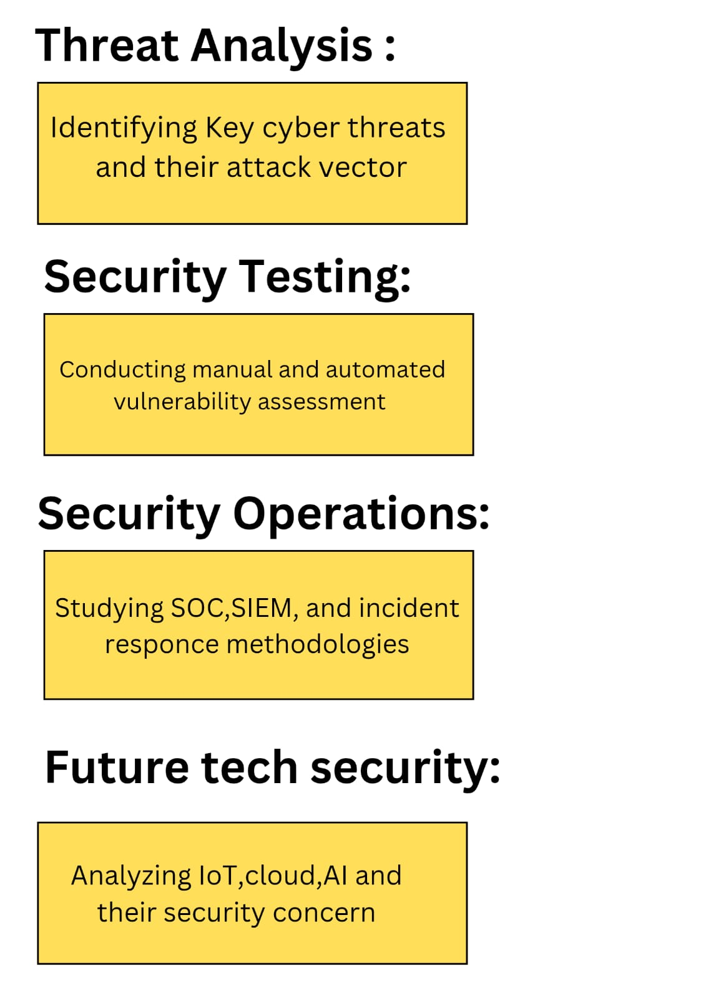 Threat Analysis :
Identifying Key cyber threats
and their attack vector
Security Testing:
Conducting manual and automated
vulnerability assessment
Security Operations:
Studying SOC,SIEM, and incident
responce methodologies
Future tech security:
Analyzing IoT,cloud,AI and
their security concern